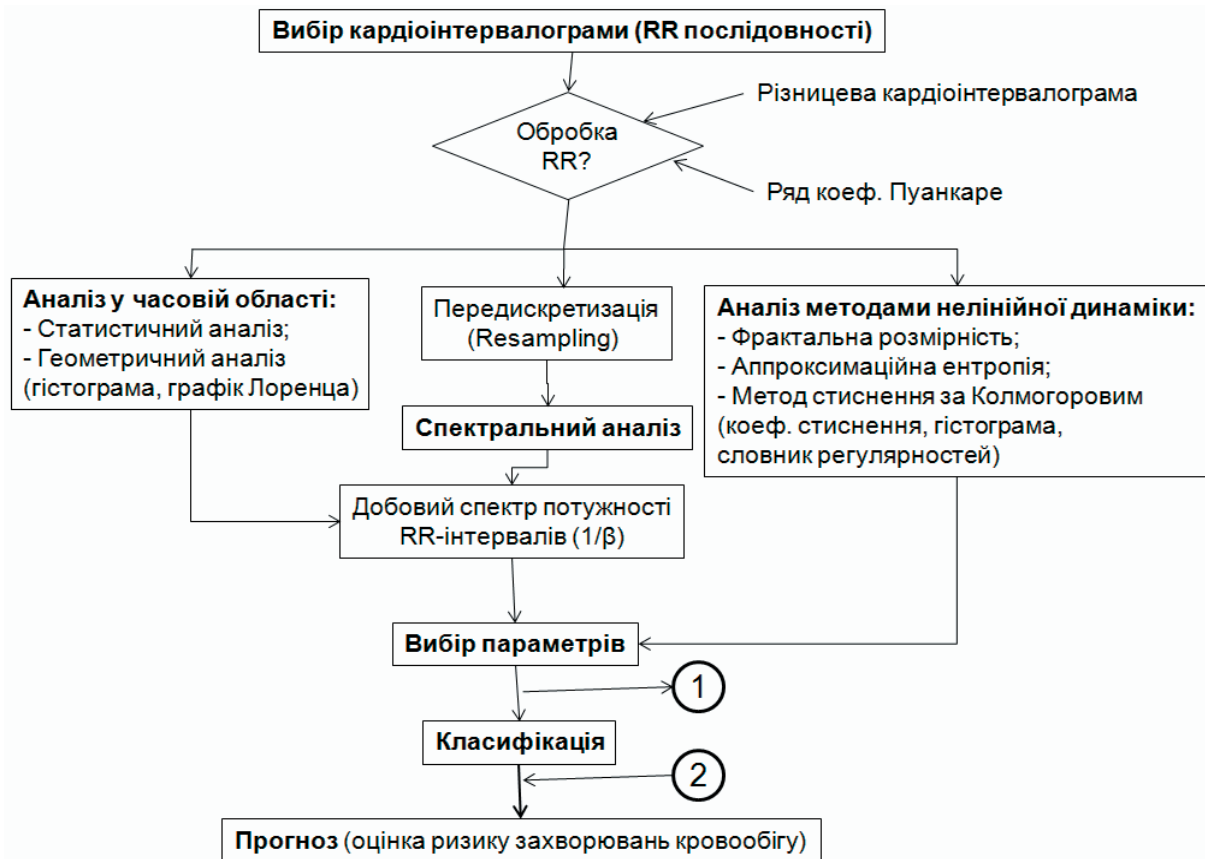 Вибір кардіоінтервалограми (RR послідовності)
Різницева кардіоінтервалограма
Обробка
RR?
Ряд коеф. Пуанкаре
Аналіз у часовій області:
- Статистичний аналіз;
- Геометричний аналіз
(гістограма, графік Лоренца)
Передискретизація
(Resampling)
Аналіз методами нелінійної динаміки:
- Фрактальна розмірність;
- Аппроксимаційна ентропія;
- Метод стиснення за Колмогоровим
(коеф. стиснення, гістограма,
словник регулярностей)
Спектральний аналіз
Добовий спектр потужності
RR-інтервалів (1/β)
Вибір параметрів
1
Класифікація
2
Прогноз (оцінка ризику захворювань кровообігу)